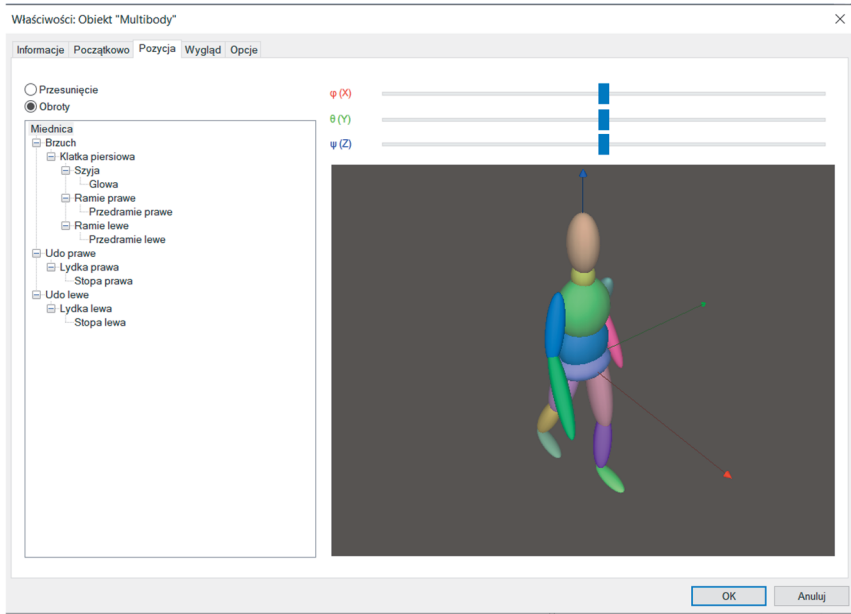 Właściwości: Obiekt "Multibody"
Informacje Początkowo Pozycja Wygląd Opcje
Przesunięcie
Obroty
φ (X)
θ (Y)
ψ (Z)
Miednica
Brzuch
Klatka piersiowa
Szyja
Glowa
Ramie prawe
Przedramie prawe
Ramie lewe
Przedramie lewe
Udo prawe
Lydka prawa
Stopa prawa
Udo lewe
Lydka lewa
Stopa lewa
OK Anuluj